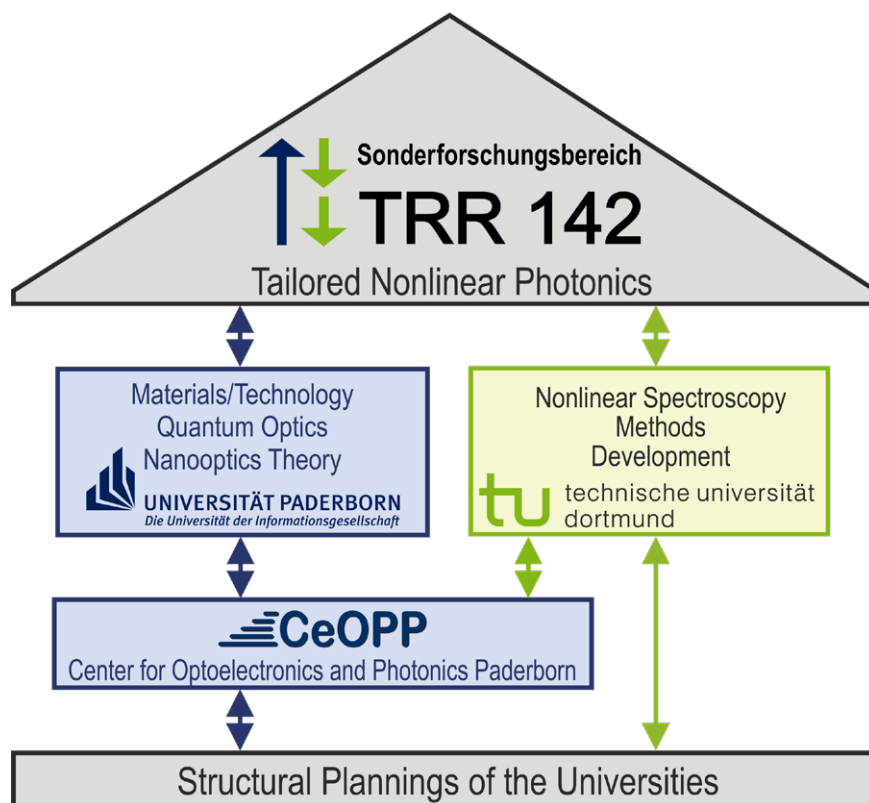 Sonderforschungsbereich
TRR 142
Tailored Nonlinear Photonics
Materials/Technology
Quantum Optics
Nanooptics Theory
UNIVERSITÄT PADERBORN
Die Universität der Informationsgesellschaft
Nonlinear Spectroscopy
Methods
Development
tu technische universität
dortmund
CeOPP
Center for Optoelectronics and Photonics Paderborn
Structural Plannings of the Universities